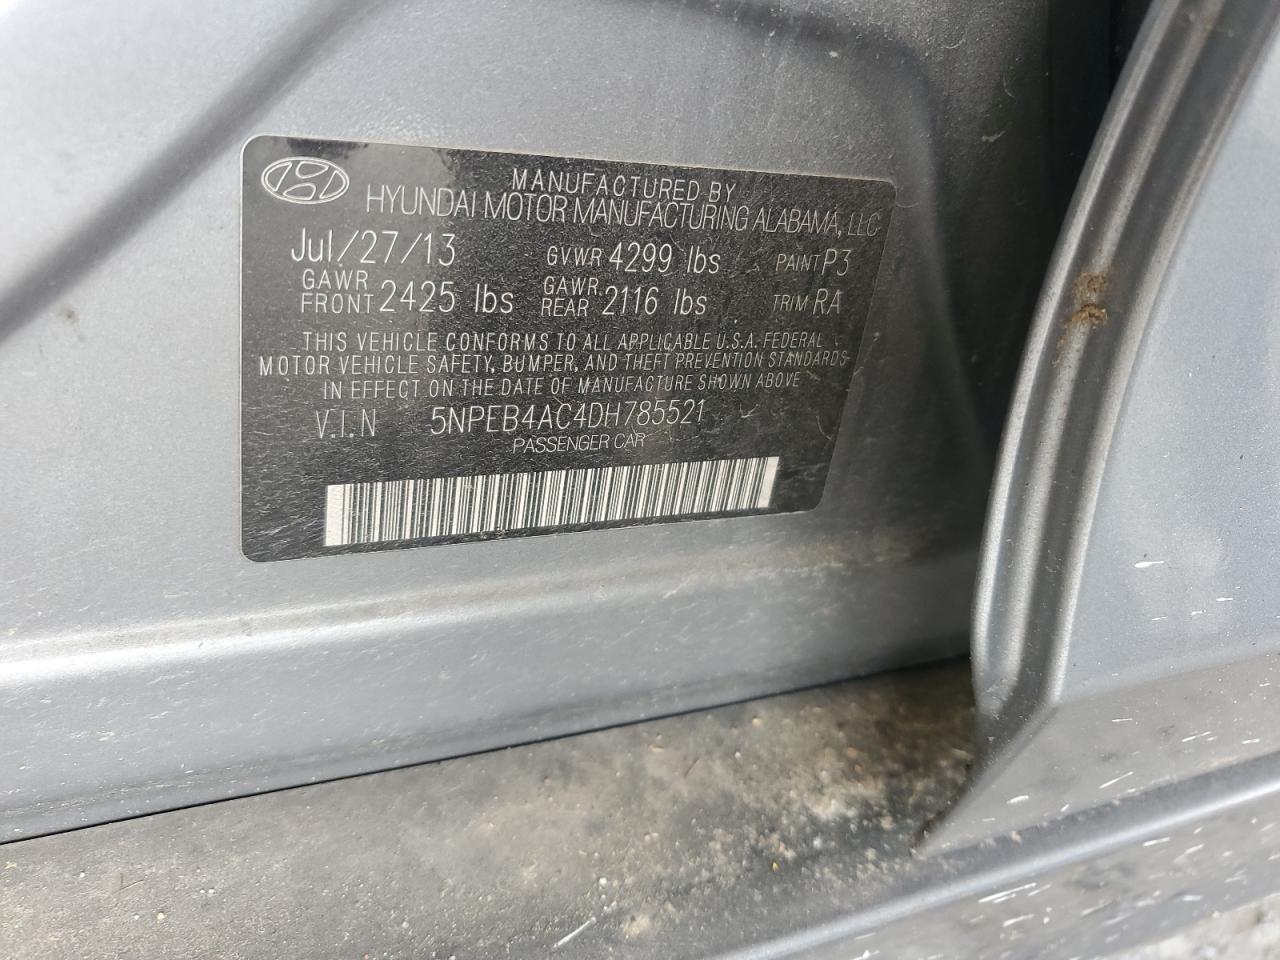 MANUFACTURED BY
HYUNDAI MOTOR MANUFACTURING ALABAMA, LLC
Jul/27/13 GVWR 4299 lbs PAINT P3
GAWR FRONT 2425 lbs GAWR REAR 2116 lbs TRIM RA
THIS VEHICLE CONFORMS TO ALL APPLICABLE U.S.A. FEDERAL
MOTOR VEHICLE SAFETY, BUMPER, AND THEFT PREVENTION STANDARDS
IN EFFECT ON THE DATE OF MANUFACTURE SHOWN ABOVE
V.I.N 5NPEB4AC4DH785521
PASSENGER CAR